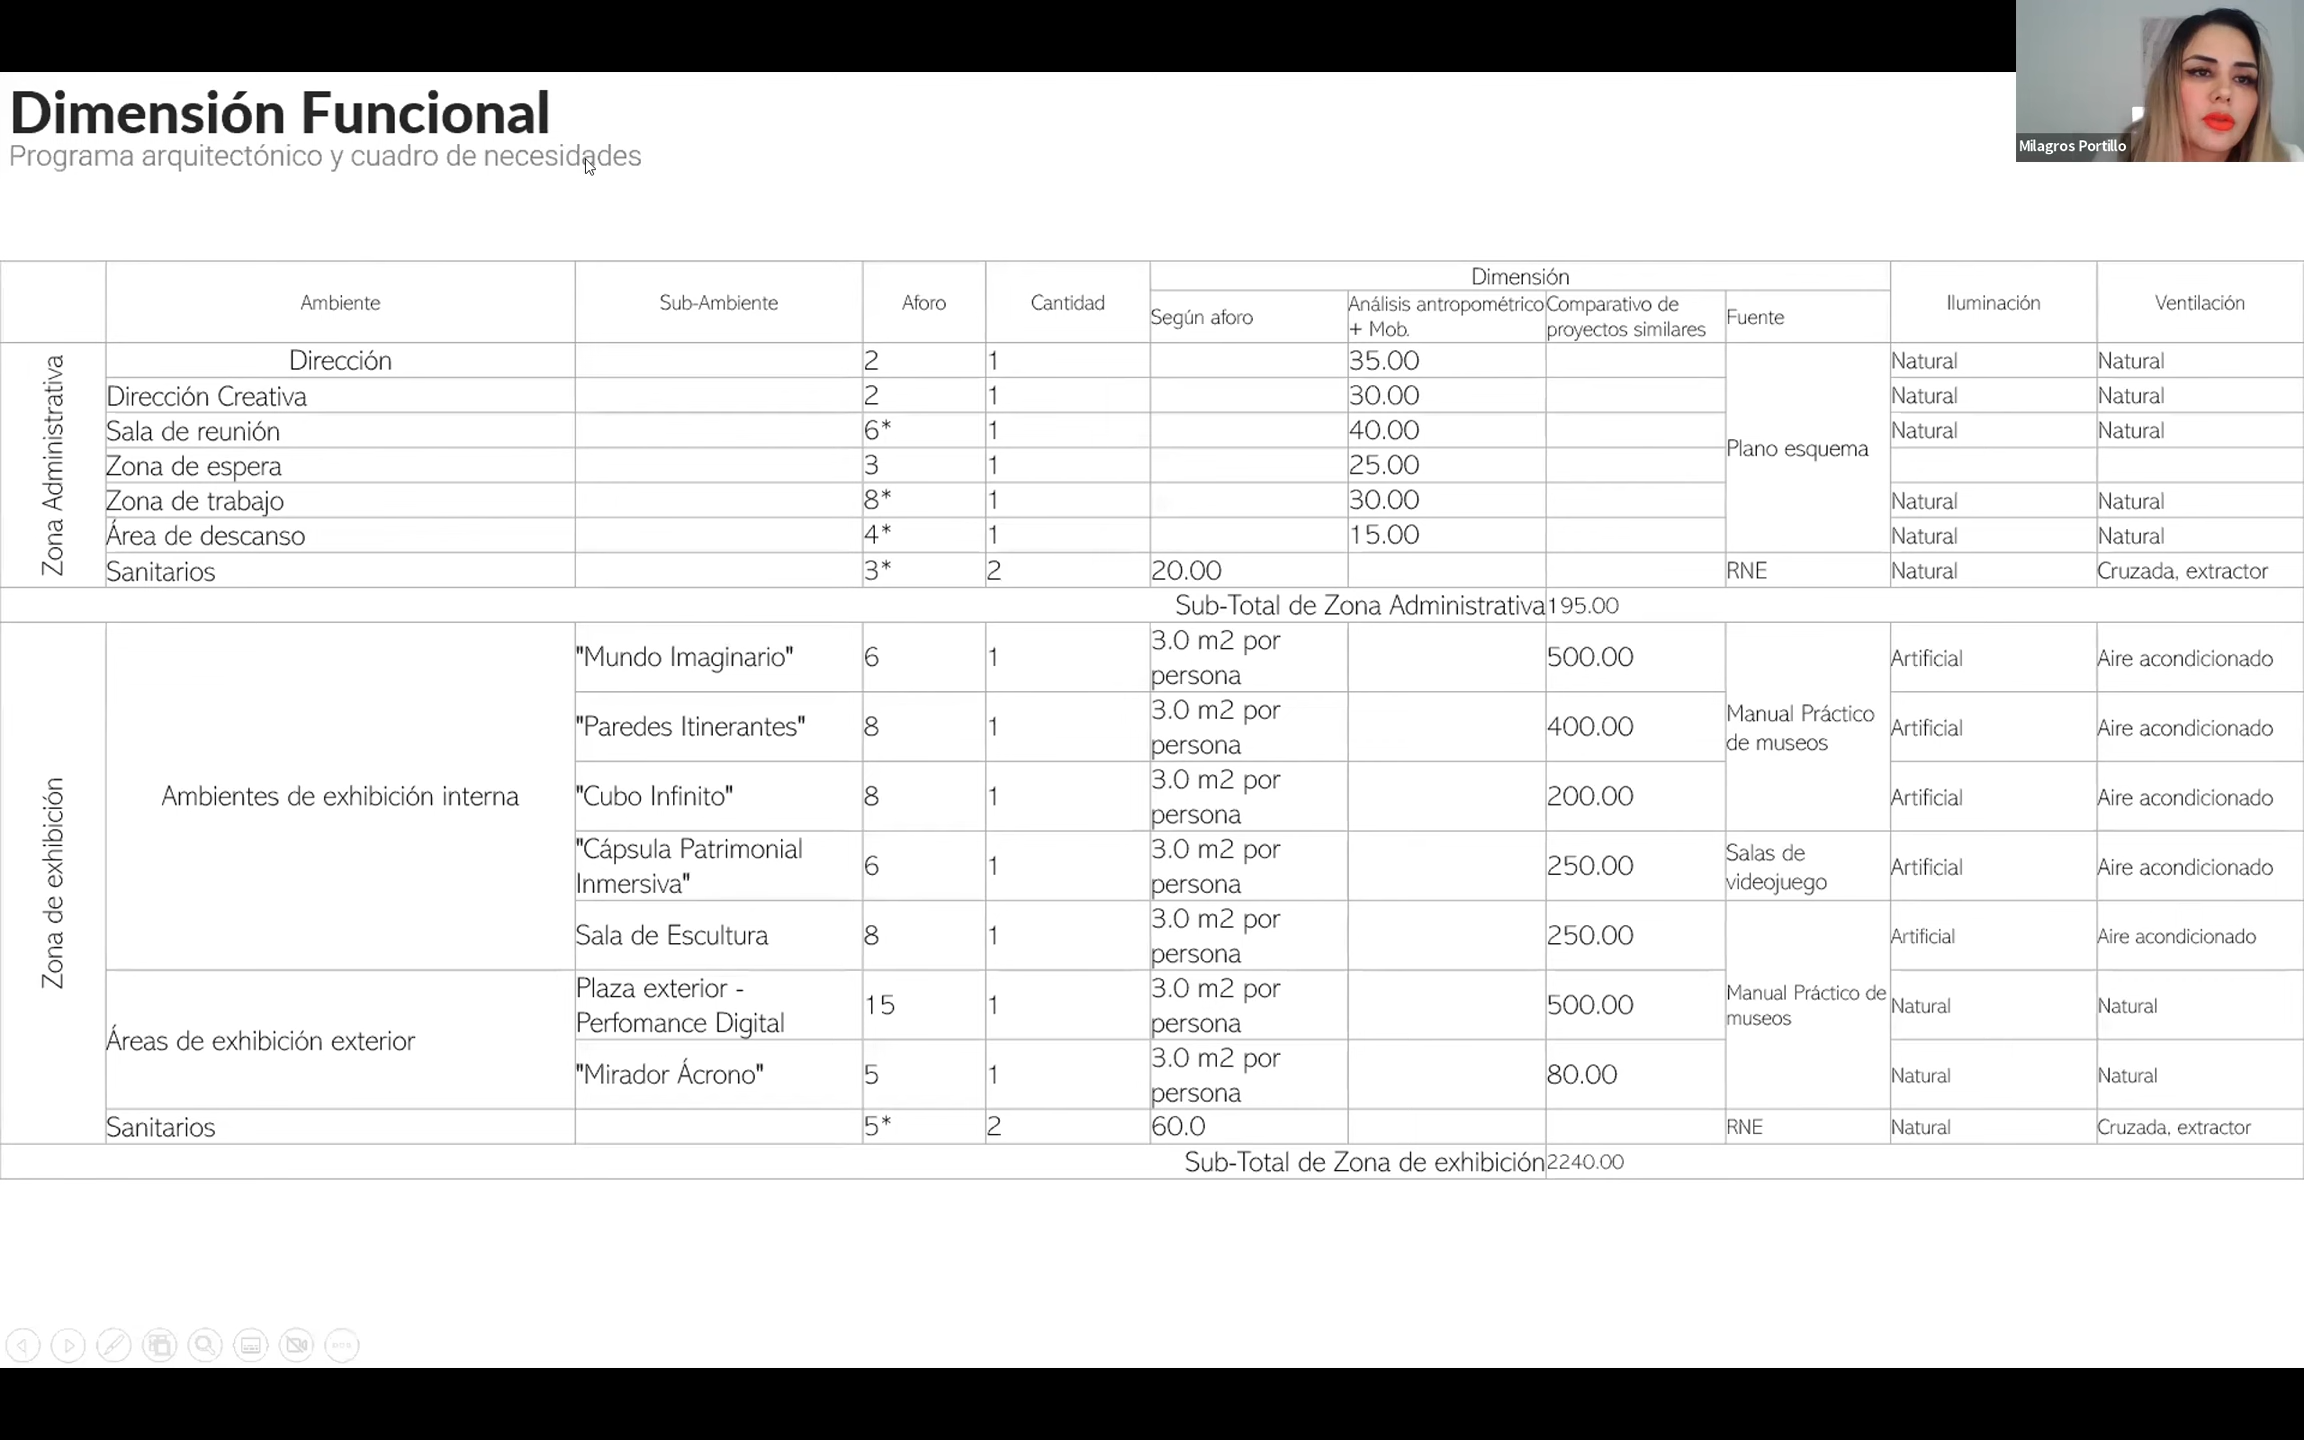 Milagros Portillo
Dimensión Funcional
Programa arquitectónico y cuadro de necesidades
Ambiente Sub-Ambiente Aforo Cantidad Dimensión Iluminación Ventilación
Según aforo Análisis antropométrico + Mob. Comparativo de proyectos similares Fuente
Zona Administrativa
Dirección 2 1 35.00 Plano esquema Natural Natural
Dirección Creativa 2 1 30.00 Natural Natural
Sala de reunión 6* 1 40.00 Natural Natural
Zona de espera 3 1 25.00
Zona de trabajo 8* 1 30.00 Natural Natural
Área de descanso 4* 1 15.00 Natural Natural
Sanitarios 3* 2 20.00 RNE Natural Cruzada, extractor
Sub-Total de Zona Administrativa 195.00
Zona de exhibición
Ambientes de exhibición interna
"Mundo Imaginario" 6 1 3.0 m2 por persona 500.00 Manual Práctico de museos Artificial Aire acondicionado
"Paredes Itinerantes" 8 1 3.0 m2 por persona 400.00 Artificial Aire acondicionado
"Cubo Infinito" 8 1 3.0 m2 por persona 200.00 Artificial Aire acondicionado
"Cápsula Patrimonial Inmersiva" 6 1 3.0 m2 por persona 250.00 Salas de videojuego Artificial Aire acondicionado
Sala de Escultura 8 1 3.0 m2 por persona 250.00 Manual Práctico de museos Artificial Aire acondicionado
Áreas de exhibición exterior
Plaza exterior - Perfomance Digital 15 1 3.0 m2 por persona 500.00 Natural Natural
"Mirador Ácrono" 5 1 3.0 m2 por persona 80.00 Natural Natural
Sanitarios 5* 2 60.0 RNE Natural Cruzada, extractor
Sub-Total de Zona de exhibición 2240.00